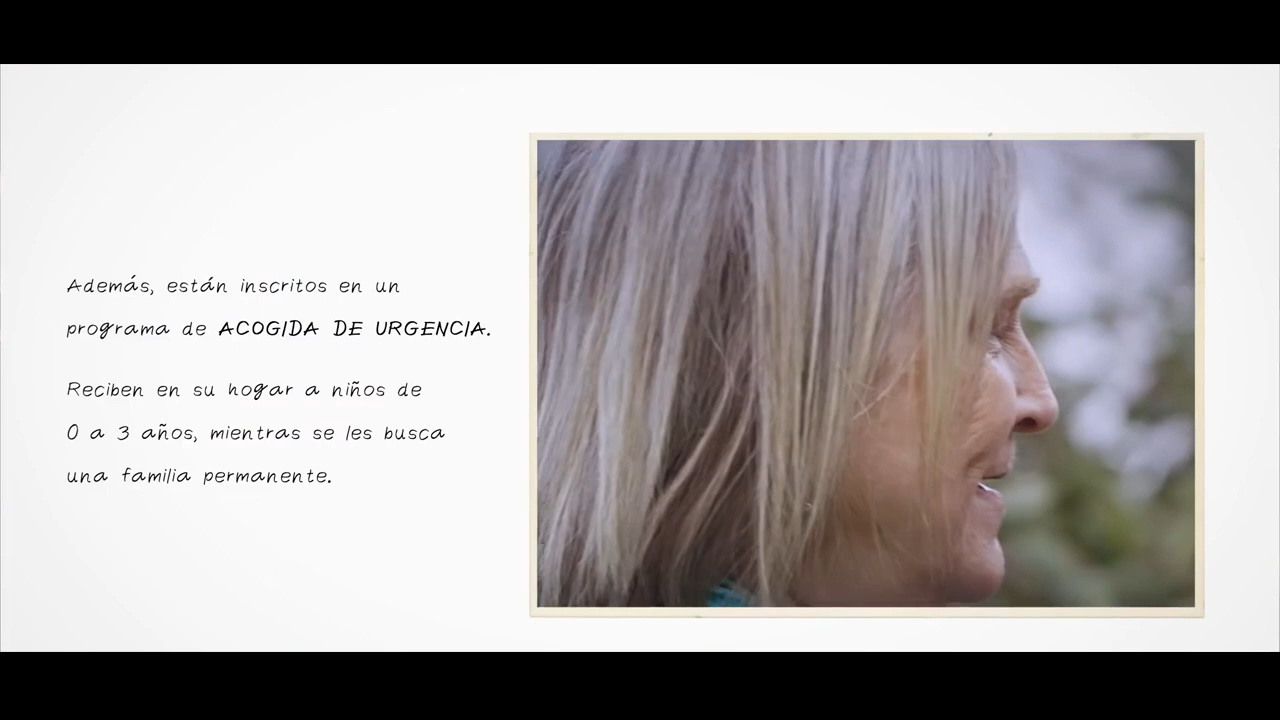 Además, están inscritos en un
programa de ACOGIDA DE URGENCIA.
Reciben en su hogar a niños de
0 a 3 años, mientras se les busca
una familia permanente.